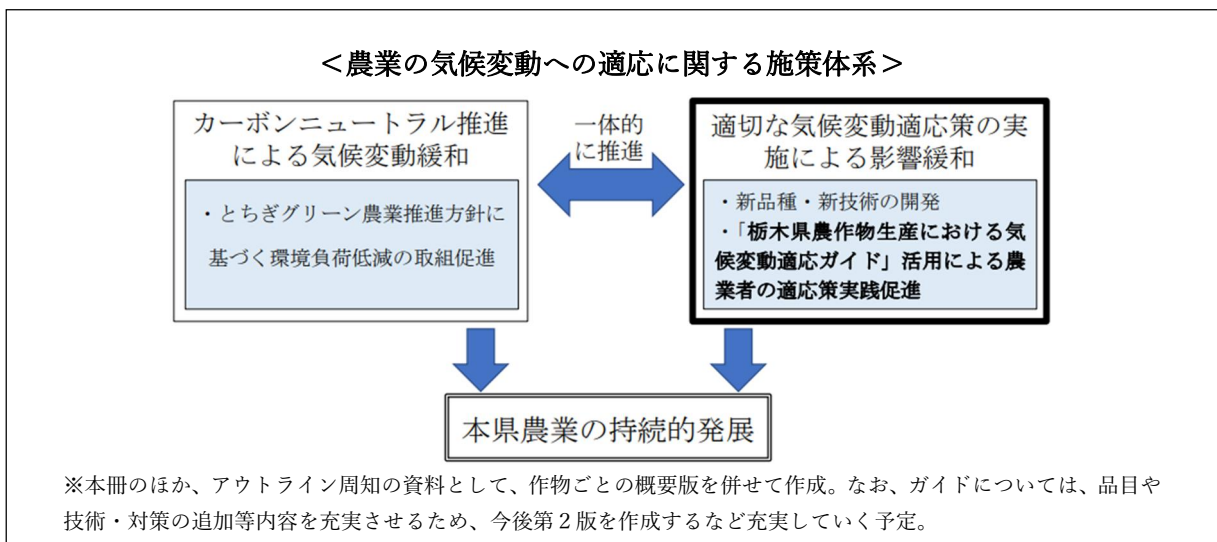 ＜農業の気候変動への適応に関する施策体系＞
カーボンニュートラル推進
による気候変動緩和
・とちぎグリーン農業推進方針に
基づく環境負荷低減の取組促進
一体的
に推進
適切な気候変動適応策の実
施による影響緩和
・新品種・新技術の開発
・「栃木県農作物生産における気
候変動適応ガイド」活用による農
業者の適応策実践促進
本県農業の持続的発展
※本冊のほか、アウトライン周知の資料として、作物ごとの概要版を併せて作成。なお、ガイドについては、品目や
技術・対策の追加等内容を充実させるため、今後第２版を作成するなど充実していく予定。